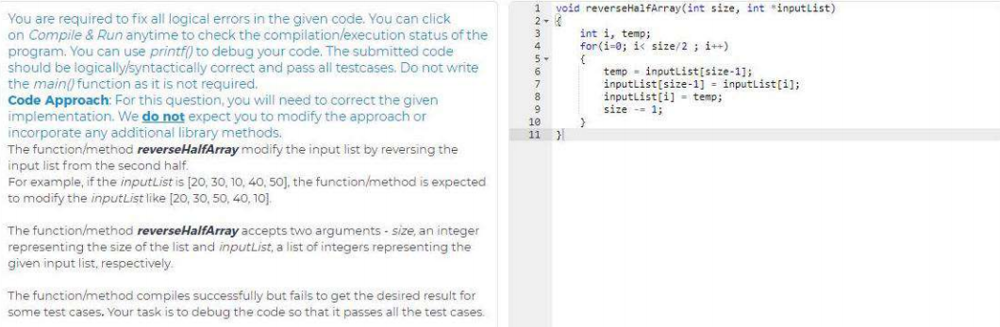 You are required to fix all logical errors in the given code. You can click
on Compile & Run anytime to check the compilation/execution status of the
program. You can use printf() to debug your code. The submitted code
should be logically/syntactically correct and pass all testcases. Do not write
the main() function as it is not required.
Code Approach: For this question, you will need to correct the given
implementation. We do not expect you to modify the approach or
incorporate any additional library methods.
The function/method reverseHalfArray modify the input list by reversing the
input list from the second half.
For example, if the inputList is [20, 30, 10, 40, 50], the function/method is expected
to modify the inputList like [20, 30, 50, 40, 10].
The function/method reverseHalfArray accepts two arguments - size, an integer
representing the size of the list and inputList, a list of integers representing the
given input list, respectively.
The function/method compiles successfully but fails to get the desired result for
some test cases. Your task is to debug the code so that it passes all the test cases.
1 void reverseHalfArray(int size, int *inputList)
2 {
3 int i, temp;
4 for(i=0; i< size/2 ; i++)
5 {
6 temp = inputList[size-1];
7 inputList[size-1] = inputList[i];
8 inputList[i] = temp;
9 size -= 1;
10 }
11 }